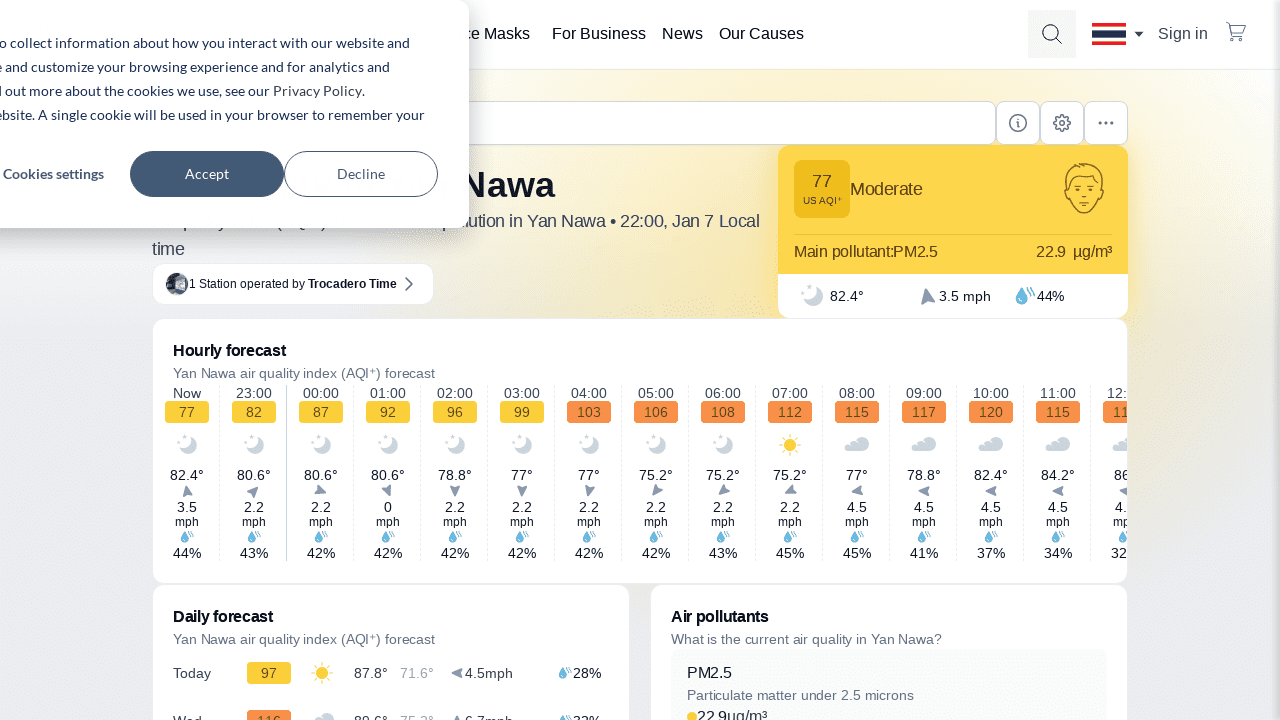 o collect information about how you interact with our website and
e and customize your browsing experience and for analytics and
d out more about the cookies we use, see our Privacy Policy.
ebsite. A single cookie will be used in your browser to remember your
Cookies settings Accept Decline
ce Masks For Business News Our Causes Sign in
Nawa
lution in Yan Nawa • 22:00, Jan 7 Local
time
1 Station operated by Trocadero Time
77
US AQI⁺
Moderate
Main pollutant:PM2.5 22.9 µg/m³
82.4° 3.5 mph 44%
Hourly forecast
Yan Nawa air quality index (AQI⁺) forecast
Now 23:00 00:00 01:00 02:00 03:00 04:00 05:00 06:00 07:00 08:00 09:00 10:00 11:00 12:
77 82 87 92 96 99 103 106 108 112 115 117 120 115 11
82.4° 80.6° 80.6° 80.6° 78.8° 77° 77° 75.2° 75.2° 75.2° 77° 78.8° 82.4° 84.2° 86
3.5 2.2 2.2 0 2.2 2.2 2.2 2.2 2.2 2.2 4.5 4.5 4.5 4.5 4.
mph mph mph mph mph mph mph mph mph mph mph mph mph mph mp
44% 43% 42% 42% 42% 42% 42% 42% 43% 45% 45% 41% 37% 34% 32
Daily forecast
Yan Nawa air quality index (AQI⁺) forecast
Today 97 87.8° 71.6° 4.5mph 28%
Wed 116 89.6° 75.2° 6.7mph 32%
Air pollutants
What is the current air quality in Yan Nawa?
PM2.5
Particulate matter under 2.5 microns
22.9µg/m³